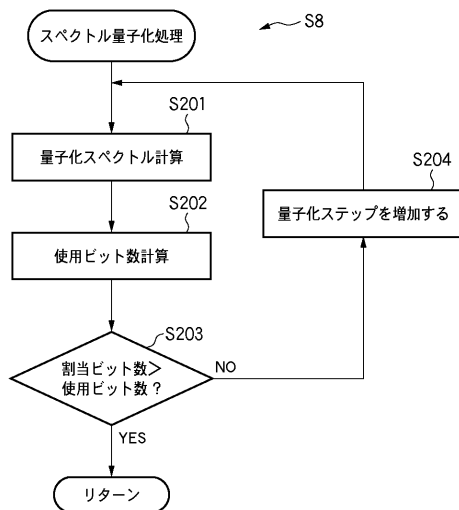 スペクトル量子化処理
S8
S201
量子化スペクトル計算
S204
量子化ステップを増加する
S202
使用ビット数計算
S203
割当ビット数＞
使用ビット数？
NO
YES
リターン